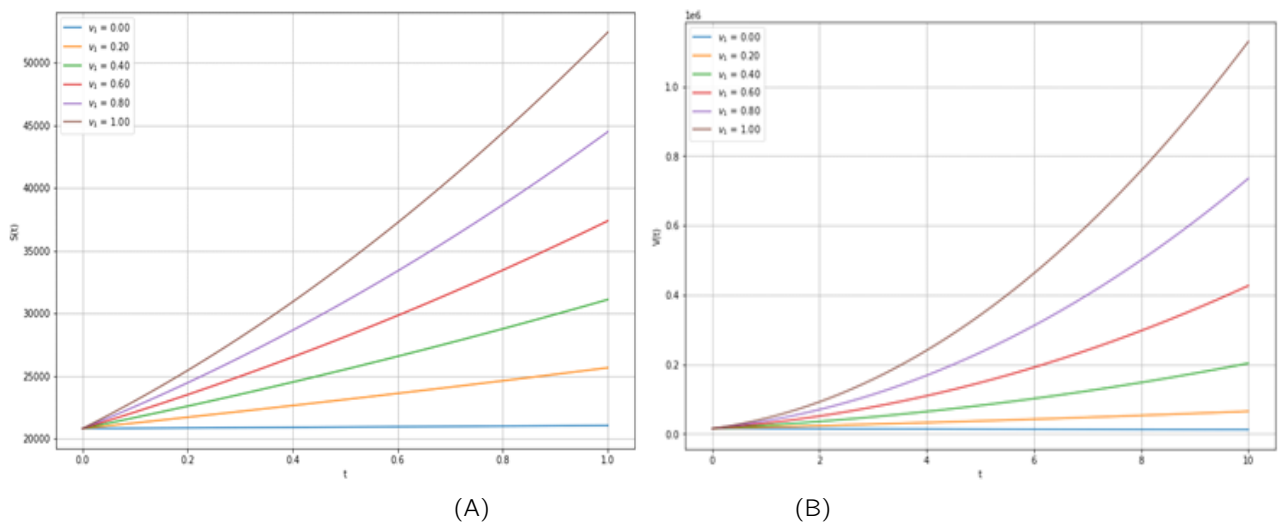 v₁ = 0.00
v₁ = 0.20
v₁ = 0.40
v₁ = 0.60
v₁ = 0.80
v₁ = 1.00
50000
45000
40000
35000
30000
25000
20000
S(t)
0.0 0.2 0.4 0.6 0.8 1.0
t
(A)
1e6
v₁ = 0.00
v₁ = 0.20
v₁ = 0.40
v₁ = 0.60
v₁ = 0.80
v₁ = 1.00
1.0
0.8
0.6
0.4
0.2
0.0
V(t)
0 2 4 6 8 10
t
(B)